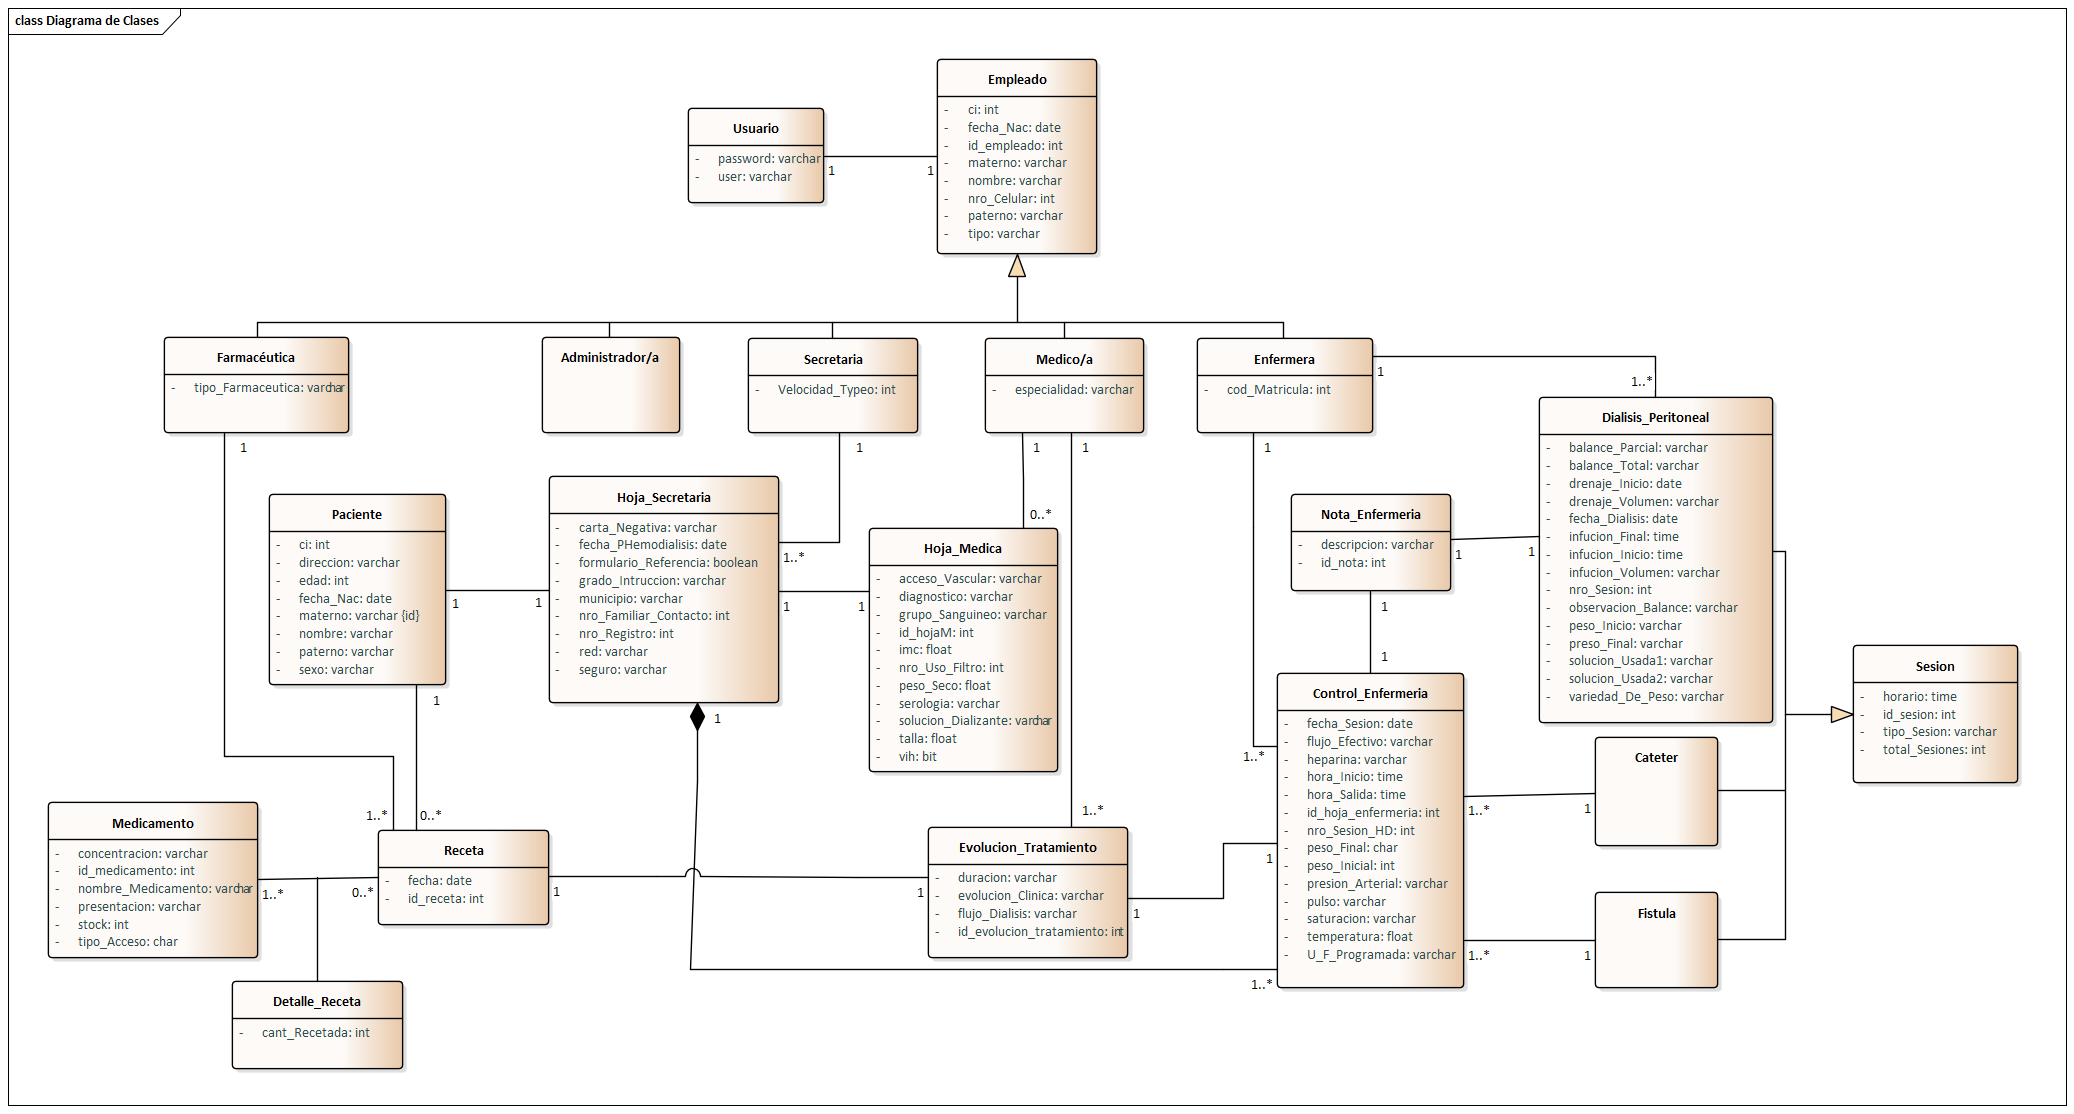 class Diagrama de Clases
Empleado
- ci: int
- fecha_Nac: date
- id_empleado: int
- materno: varchar
- nombre: varchar
- nro_Celular: int
- paterno: varchar
- tipo: varchar
Usuario
- password: varchar
- user: varchar
1
1
Farmacéutica
- tipo_Farmaceutica: varchar
1
Administrador/a
Secretaria
- Velocidad_Typeo: int
1
Medico/a
- especialidad: varchar
1
1
Enfermera
- cod_Matricula: int
1
1
1..*
Dialisis_Peritoneal
- balance_Parcial: varchar
- balance_Total: varchar
- drenaje_Inicio: date
- drenaje_Volumen: varchar
- fecha_Dialisis: date
- infucion_Final: time
- infucion_Inicio: time
- infucion_Volumen: varchar
- nro_Sesion: int
- observacion_Balance: varchar
- peso_Inicio: varchar
- preso_Final: varchar
- solucion_Usada1: varchar
- solucion_Usada2: varchar
- variedad_De_Peso: varchar
Paciente
- ci: int
- direccion: varchar
- edad: int
- fecha_Nac: date
- materno: varchar {id}
- nombre: varchar
- paterno: varchar
- sexo: varchar
1
1
1
Hoja_Secretaria
- carta_Negativa: varchar
- fecha_PHemodialisis: date
- formulario_Referencia: boolean
- grado_Intruccion: varchar
- municipio: varchar
- nro_Familiar_Contacto: int
- nro_Registro: int
- red: varchar
- seguro: varchar
1..*
1
1
1
0..*
Hoja_Medica
- acceso_Vascular: varchar
- diagnostico: varchar
- grupo_Sanguineo: varchar
- id_hojaM: int
- imc: float
- nro_Uso_Filtro: int
- peso_Seco: float
- serologia: varchar
- solucion_Dializante: varchar
- talla: float
- vih: bit
Nota_Enfermeria
- descripcion: varchar
- id_nota: int
1
1
1
1
Control_Enfermeria
- fecha_Sesion: date
- flujo_Efectivo: varchar
- heparina: varchar
- hora_Inicio: time
- hora_Salida: time
- id_hoja_enfermeria: int
- nro_Sesion_HD: int
- peso_Final: char
- peso_Inicial: int
- presion_Arterial: varchar
- pulso: varchar
- saturacion: varchar
- temperatura: float
- U_F_Programada: varchar
1..*
1
1..*
1..*
1
1..*
1
Sesion
- horario: time
- id_sesion: int
- tipo_Sesion: varchar
- total_Sesiones: int
Cateter
Fistula
Medicamento
- concentracion: varchar
- id_medicamento: int
- nombre_Medicamento: varchar
- presentacion: varchar
- stock: int
- tipo_Acceso: char
1..*
0..*
1..*
0..*
Receta
- fecha: date
- id_receta: int
1
1
Evolucion_Tratamiento
- duracion: varchar
- evolucion_Clinica: varchar
- flujo_Dialisis: varchar
- id_evolucion_tratamiento: int
1..*
1
Detalle_Receta
- cant_Recetada: int